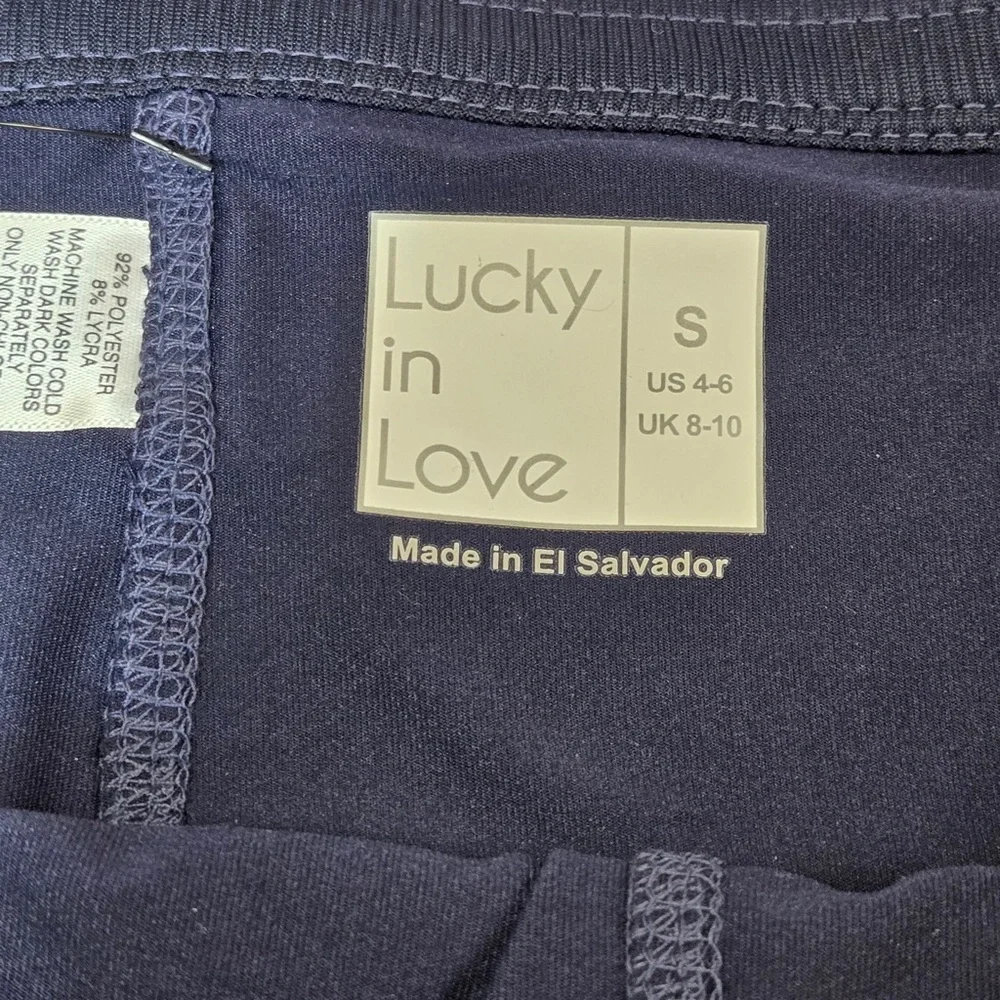 Lucky
in
Love
S
US 4-6
UK 8-10
Made in El Salvador
92% POLYESTER
8% LYCRA
MACHINE WASH COLD
WASH DARK COLORS
SEPARATELY
ONLY